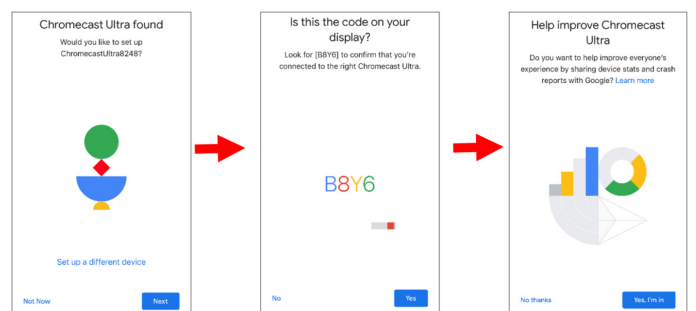 Chromecast Ultra found
Would you like to set up
ChromecastUltra8248?
Set up a different device
Not Now
Next
Is this the code on your
display?
Look for [B8Y6] to confirm that you're
connected to the right Chromecast Ultra.
B8Y6
No
Yes
Help improve Chromecast
Ultra
Do you want to help improve everyone's
experience by sharing device stats and crash
reports with Google? Learn more
No thanks
Yes, I'm in